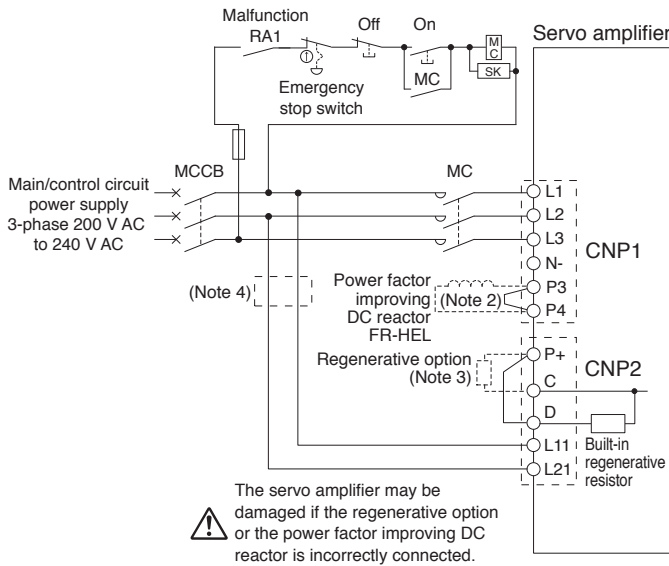 Malfunction
RA1
Off
On
Servo amplifier
M
C
SK
MC
Emergency
stop switch
MCCB
MC
Main/control circuit
power supply
3-phase 200 V AC
to 240 V AC
L1
L2
L3
N-
CNP1
(Note 4)
Power factor
improving
DC reactor
FR-HEL
(Note 2)
P3
P4
Regenerative option
(Note 3)
P+
C
D
CNP2
L11
L21
Built-in
regenerative
resistor
The servo amplifier may be
damaged if the regenerative option
or the power factor improving DC
reactor is incorrectly connected.